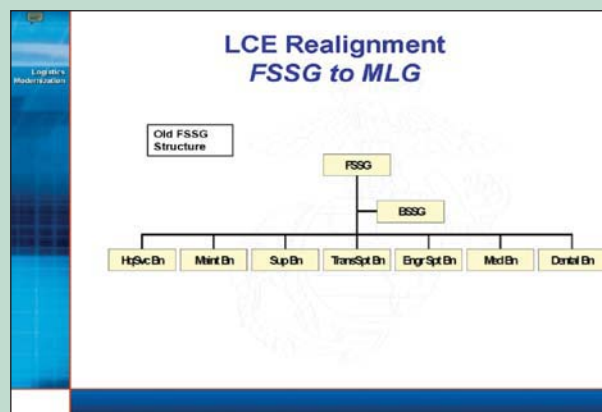 Logistics
Modernization
LCE Realignment
FSSG to MLG
Old FSSG
Structure
FSSG
BSSG
HqSvc Bn
Maint Bn
Sup Bn
TransSpt Bn
Engr Spt Bn
Med Bn
Dental Bn